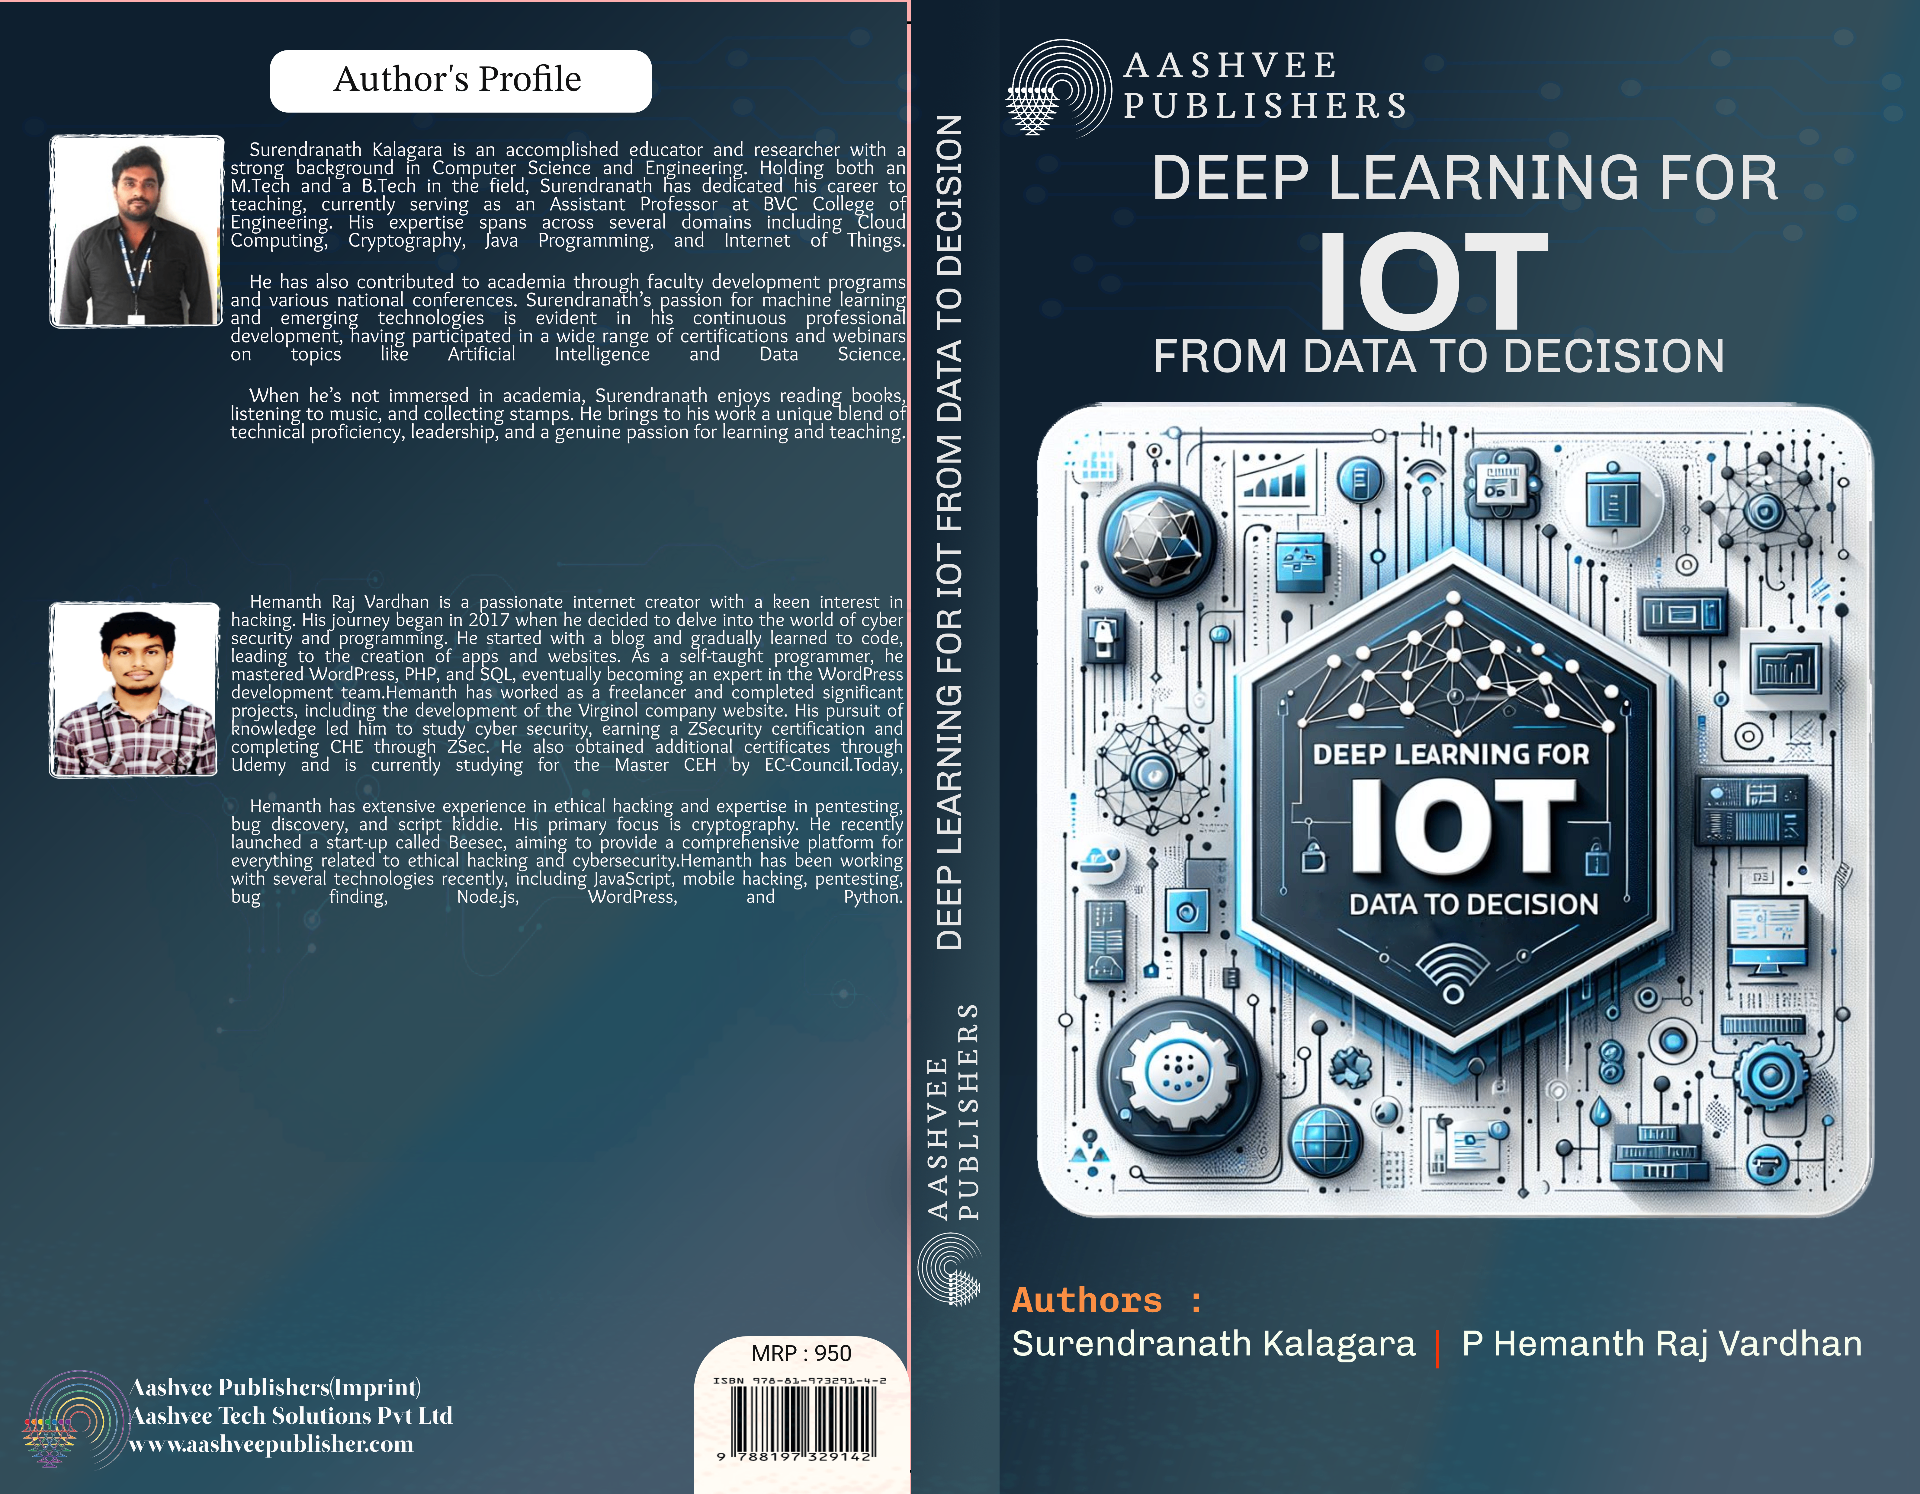 Author's Profile
Surendranath Kalagara is an accomplished educator and researcher with a
strong background in Computer Science and Engineering. Holding both an
M.Tech and a B.Tech in the field, Surendranath has dedicated his career to
teaching, currently serving as an Assistant Professor at BVC College of
Engineering. His expertise spans across several domains including Cloud
Computing, Cryptography, Java Programming, and Internet of Things.
He has also contributed to academia through faculty development programs
and various national conferences. Surendranath's passion for machine learning
and emerging technologies is evident in his continuous professional
development, having participated in a wide range of certifications and webinars
on topics like Artificial Intelligence and Data Science.
When he's not immersed in academia, Surendranath enjoys reading books,
listening to music, and collecting stamps. He brings to his work a unique blend of
technical proficiency, leadership, and a genuine passion for learning and teaching.
Hemanth Raj Vardhan is a passionate internet creator with a keen interest in
hacking. His journey began in 2017 when he decided to delve into the world of cyber
security and programming. He started with a blog and gradually learned to code,
leading to the creation of apps and websites. As a self-taught programmer, he
mastered WordPress, PHP, and SQL, eventually becoming an expert in the WordPress
development team.Hemanth has worked as a freelancer and completed significant
projects, including the development of the Virginol company website. His pursuit of
knowledge led him to study cyber security, earning a ZSecurity certification and
completing CHE through ZSec. He also obtained additional certificates through
Udemy and is currently studying for the Master CEH by EC-Council.Today,
Hemanth has extensive experience in ethical hacking and expertise in pentesting,
bug discovery, and script kiddie. His primary focus is cryptography. He recently
launched a start-up called Beesec, aiming to provide a comprehensive platform for
everything related to ethical hacking and cybersecurity.Hemanth has been working
with several technologies recently, including JavaScript, mobile hacking, pentesting,
bug finding, Node.js, WordPress, and Python.
Aashvee Publishers(Imprint)
Aashvee Tech Solutions Pvt Ltd
www.aashveepublisher.com
MRP : 950
ISBN 978-81-973291-4-2
9 788197 329142
DEEP LEARNING FOR IOT FROM DATA TO DECISION
AASHVEE
PUBLISHERS
AASHVEE
PUBLISHERS
DEEP LEARNING FOR
IOT
FROM DATA TO DECISION
DEEP LEARNING FOR
IOT
DATA TO DECISION
Authors :
Surendranath Kalagara | P Hemanth Raj Vardhan